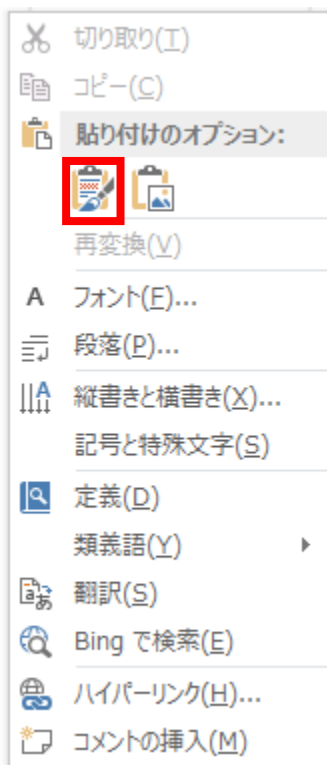 切り取り(T)
コピー(C)
貼り付けのオプション:
再変換(V)
A フォント(F)...
段落(P)...
縦書きと横書き(X)...
記号と特殊文字(S)
定義(D)
類義語(Y)
翻訳(S)
Bing で検索(E)
ハイパーリンク(H)...
コメントの挿入(M)